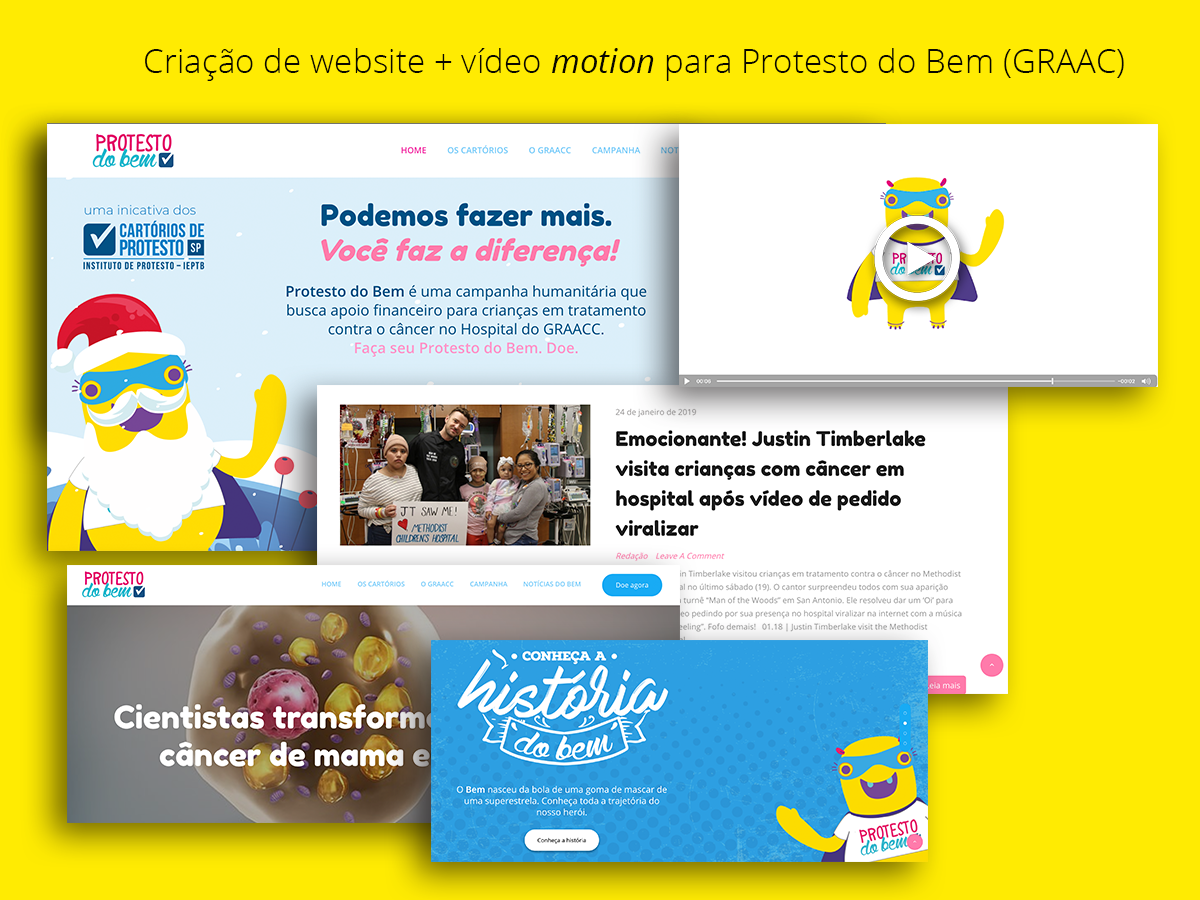 Criação de website + vídeo motion para Protesto do Bem (GRAAC)
PROTESTO
do bem
HOME OS CARTÓRIOS O GRAACC CAMPANHA NOT
uma inicativa dos
CARTÓRIOS DE
PROTESTO SP
INSTITUTO DE PROTESTO - IEPTB
Podemos fazer mais.
Você faz a diferença!
Protesto do Bem é uma campanha humanitária que
busca apoio financeiro para crianças em tratamento
contra o câncer no Hospital do GRAACC.
Faça seu Protesto do Bem. Doe.
PR TO
do bem
00:06 -03:02
JT SAW ME!
METHODIST
CHILDREN'S HOSPITAL
24 de janeiro de 2019
Emocionante! Justin Timberlake
visita crianças com câncer em
hospital após vídeo de pedido
viralizar
Redação Leave A Comment
n Timberlake visitou crianças em tratamento contra o câncer no Methodist
al no último sábado (19). O cantor surpreendeu todos com sua aparição
turnê “Man of the Woods” em San Antonio. Ele resolveu dar um ‘Oi’ para
eo pedindo por sua presença no hospital viralizar na internet com a música
eeling”. Fofo demais! 01.18 | Justin Timberlake visit the Methodist
eia mais
PROTESTO
do bem
HOME OS CARTÓRIOS O GRAACC CAMPANHA NOTÍCIAS DO BEM Doe agora
Cientistas transforma
câncer de mama e
CONHEÇA A
história
do bem
O Bem nasceu da bola de uma goma de mascar de
uma superestrela. Conheça toda a trajetória do
nosso herói.
Conheça a história
PROTESTO
do bem